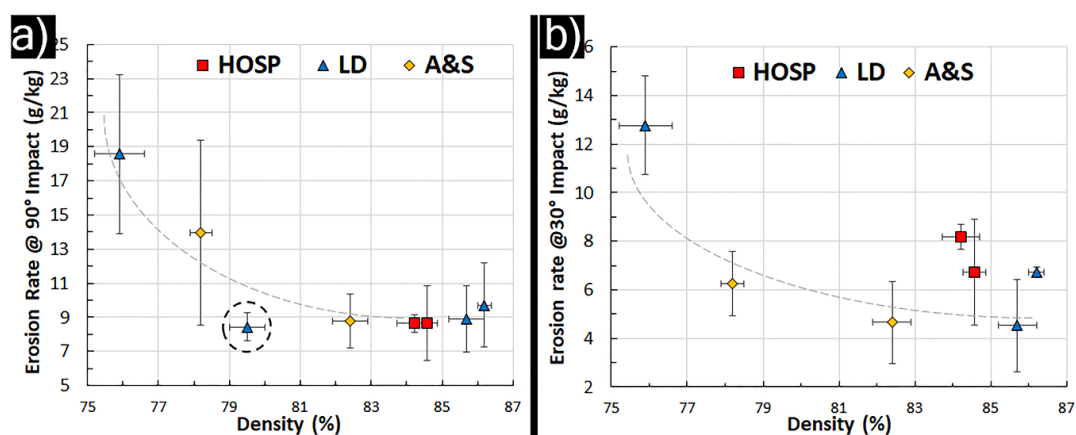 a)
Erosion Rate @ 90° Impact (g/kg)
25
23
21
19
17
15
13
11
9
7
5
HOSP LD A&S
75 77 79 81 83 85 87
Density (%)
b)
Erosion rate @30° Impact (g/kg)
16
14
12
10
8
6
4
2
HOSP LD A&S
75 77 79 81 83 85 87
Density (%)